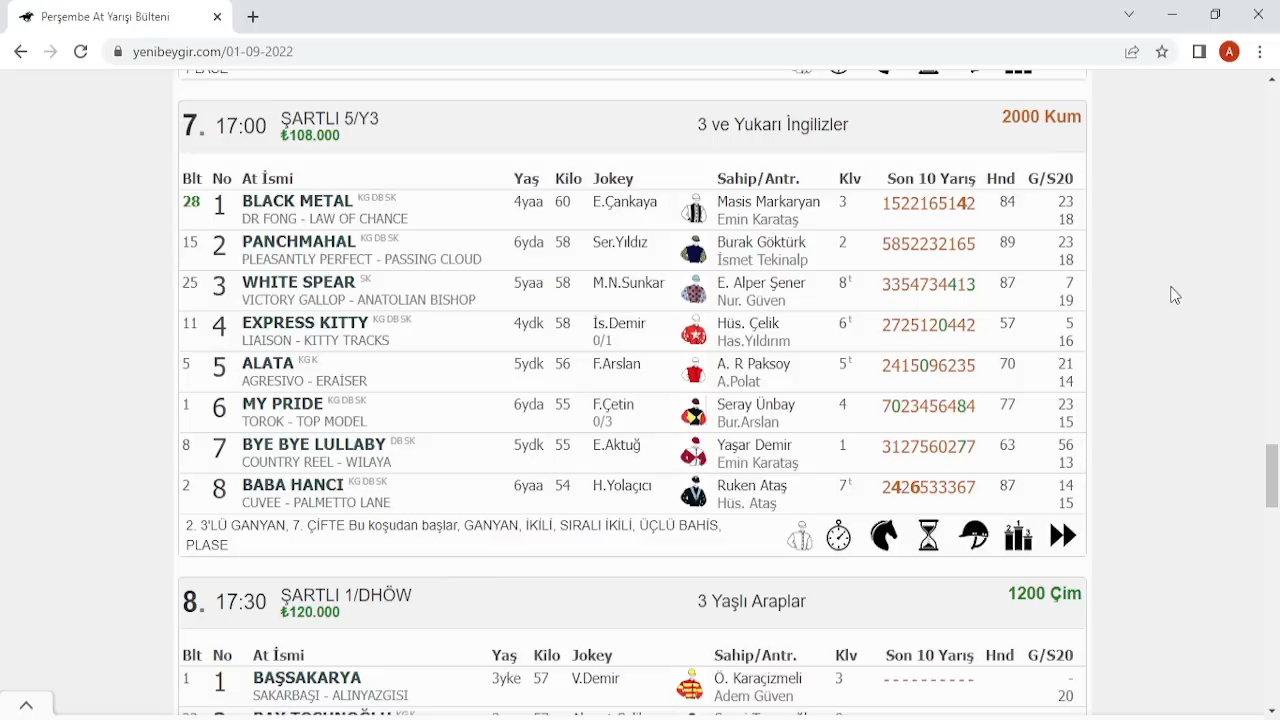 Perşembe At Yarışı Bülteni
yenibeygir.com/01-09-2022
A
PLASE
7. 17:00 ŞARTLI 5/Y3 3 ve Yukarı İngilizler 2000 Kum
₺108.000
Blt No At İsmi Yaş Kilo Jokey Sahip/Antr. Klv Son 10 Yarış Hnd G/S20
28 1 BLACK METAL KG DB SK 4yaa 60 E.Çankaya Masis Markaryan 3 1522165142 84 23
DR FONG - LAW OF CHANCE Emin Karataş 18
15 2 PANCHMAHAL KG DB SK 6yda 58 Ser.Yıldız Burak Göktürk 2 5852232165 89 23
PLEASANTLY PERFECT - PASSING CLOUD İsmet Tekinalp 18
25 3 WHITE SPEAR SK 5yaa 58 M.N.Sunkar E. Alper Şener 8t 3354734413 87 7
VICTORY GALLOP - ANATOLIAN BISHOP Nur. Güven 19
11 4 EXPRESS KITTY KG DB SK 4ydk 58 İs.Demir Hüs. Çelik 6t 2725120442 57 5
LIAISON - KITTY TRACKS 0/1 Has.Yıldırım 16
5 5 ALATA KG K 5ydk 56 F.Arslan A. R Paksoy 5t 2415096235 70 21
AGRESIVO - ERAİSER A.Polat 14
1 6 MY PRIDE KG DB SK 6yda 55 F.Çetin Seray Ünbay 4 7023456484 77 23
TOROK - TOP MODEL 0/3 Bur.Arslan 15
8 7 BYE BYE LULLABY DB SK 5ydk 55 E.Aktuğ Yaşar Demir 1 3127560277 63 56
COUNTRY REEL - WILAYA Emin Karataş 13
2 8 BABA HANCI KG DB SK 6yaa 54 H.Yolaçıcı Ruken Ataş 7t 2426533367 87 14
CUVEE - PALMETTO LANE Hüs. Ataş 15
2. 3'LÜ GANYAN, 7. ÇİFTE Bu koşudan başlar, GANYAN, İKİLİ, SIRALI İKİLİ, ÜÇLÜ BAHİS,
PLASE
8. 17:30 ŞARTLI 1/DHÖW 3 Yaşlı Araplar 1200 Çim
₺120.000
Blt No At İsmi Yaş Kilo Jokey Sahip/Antr. Klv Son 10 Yarış Hnd G/S20
1 1 BAŞSAKARYA 3yke 57 V.Demir Ö. Karaçizmeli 3 - - - - - - - - - - -
SAKARBAŞI - ALINYAZGISI Adem Güven 20